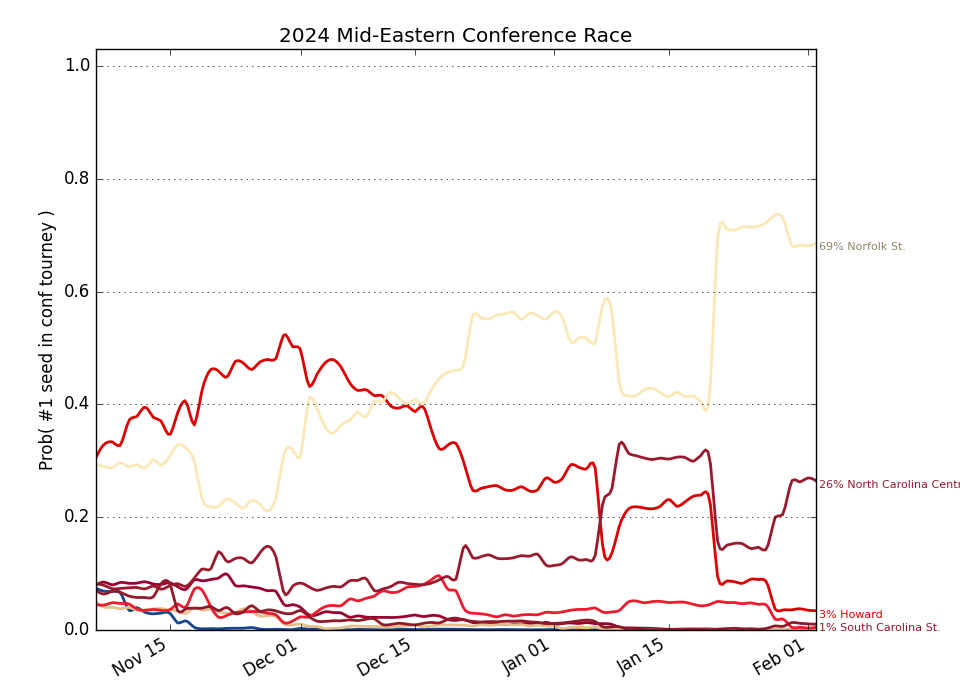 2024 Mid-Eastern Conference Race
Prob( #1 seed in conf tourney )
1.0
0.8
0.6
0.4
0.2
0.0
Nov 15
Dec 01
Dec 15
Jan 01
Jan 15
Feb 01
69% Norfolk St.
26% North Carolina Centr
3% Howard
1% South Carolina St.